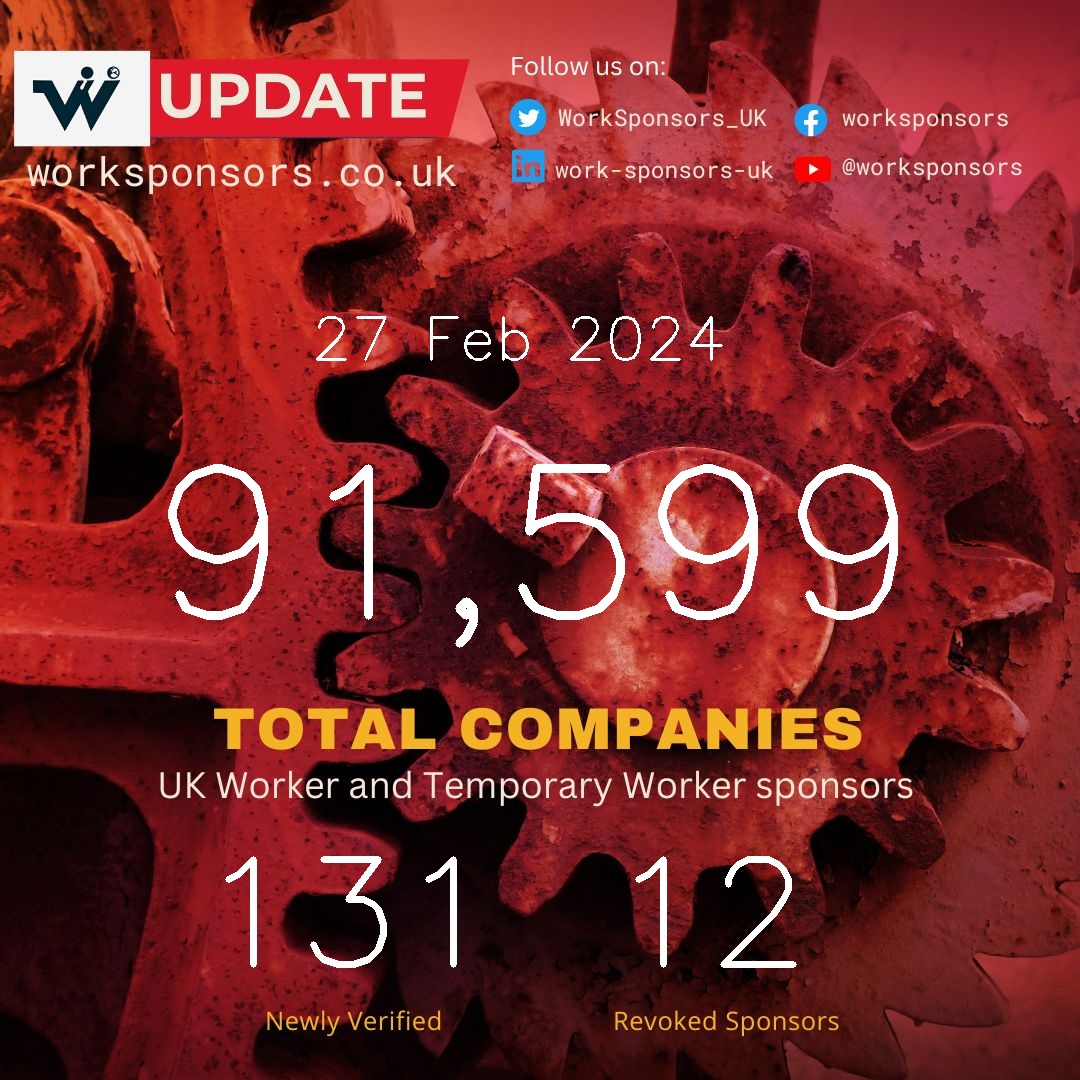 W UPDATE
worksponsors.co.uk
Follow us on:
WorkSponsors_UK worksponsors
in work-sponsors-uk @worksponsors
27 Feb 2024
91,599
TOTAL COMPANIES
UK Worker and Temporary Worker sponsors
131 12
Newly Verified Revoked Sponsors